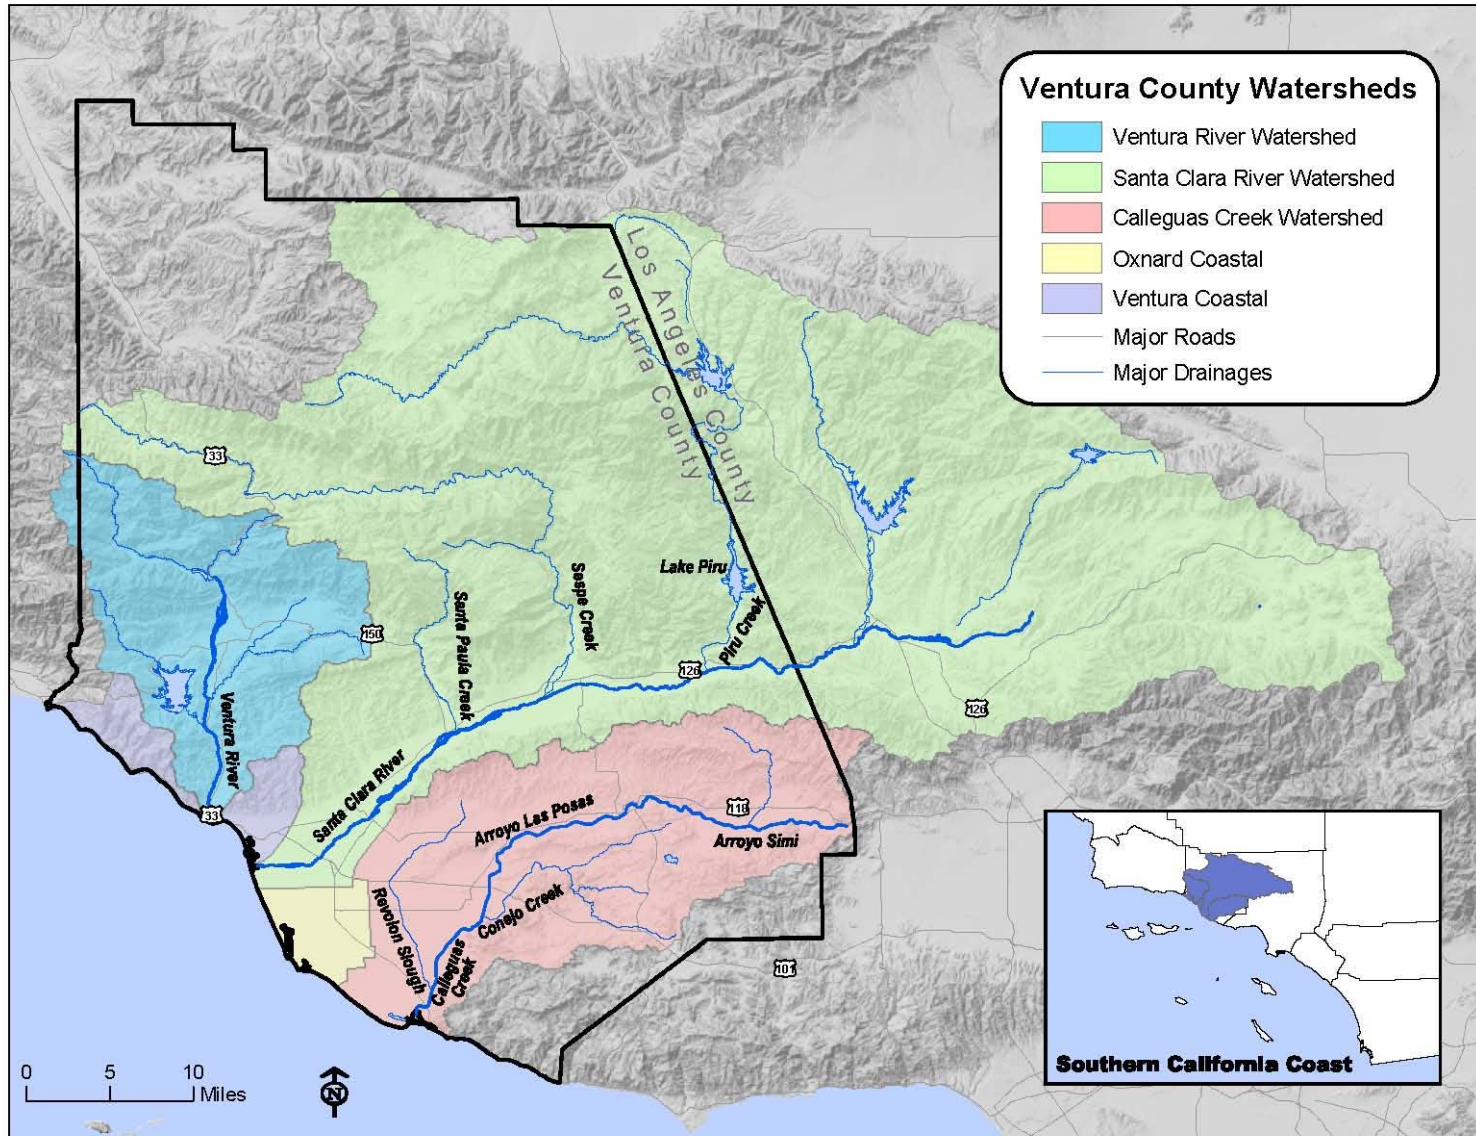 Ventura County Watersheds
Ventura River Watershed
Santa Clara River Watershed
Calleguas Creek Watershed
Oxnard Coastal
Ventura Coastal
Major Roads
Major Drainages
Los Angeles County
Ventura County
33
Lake Piru
Sespe Creek
Santa Paula Creek
150
Piru Creek
126
126
Ventura River
33
Santa Clara River
Arroyo Las Posas
118
Arroyo Simi
Revolon Slough
Conejo Creek
Calleguas
Creek
101
0 5 10
Miles
N
Southern California Coast